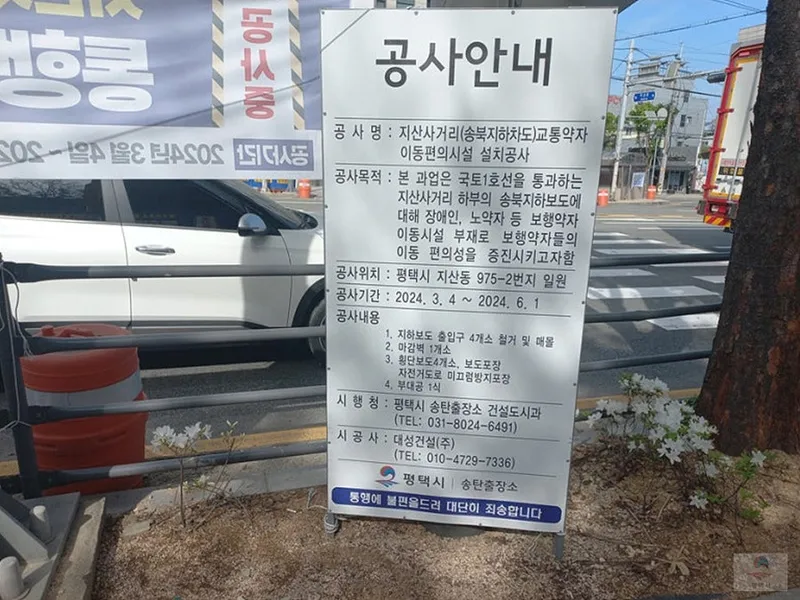 공사중
통행
공사기간 2024년 3월 4일~202
공사안내
공 사 명 : 지산사거리(송북지하차도)교통약자
이동편의시설 설치공사
공사목적 : 본 과업은 국토1호선을 통과하는
지산사거리 하부의 송북지하보도에
대해 장애인, 노약자 등 보행약자
이동시설 부재로 보행약자들의
이동 편의성을 증진시키고자함
공사위치 : 평택시 지산동 975-2번지 일원
공사기간 : 2024. 3. 4 ~ 2024. 6. 1
공사내용
1. 지하보도 출입구 4개소 철거 및 매몰
2. 마감벽 1개소
3. 횡단보도4개소, 보도포장
자전거도로 미끄럼방지포장
4. 부대공 1식
시 행 청 : 평택시 송탄출장소 건설도시과
(TEL: 031-8024-6491)
시 공 사 : 대성건설(주)
(TEL: 010-4729-7336)
평택시 | 송탄출장소
통행에 불편을드려 대단히 죄송합니다